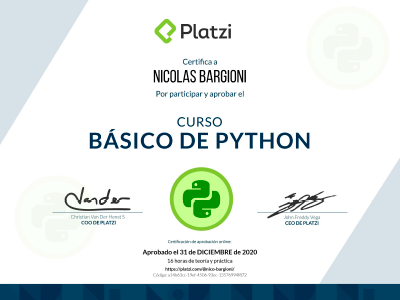 Platzi
Certifica a
NICOLAS BARGIONI
Por participar y aprobar el
CURSO
BÁSICO DE PYTHON
Christian Van Der Henst S
COO DE PLATZI
John Freddy Vega
CEO DE PLATZI
Certificación de aprobación online:
Aprobado el 31 de DICIEMBRE de 2020
16 horas de teoría y práctica
https://platzi.com/@nico-bargioni/
Código: